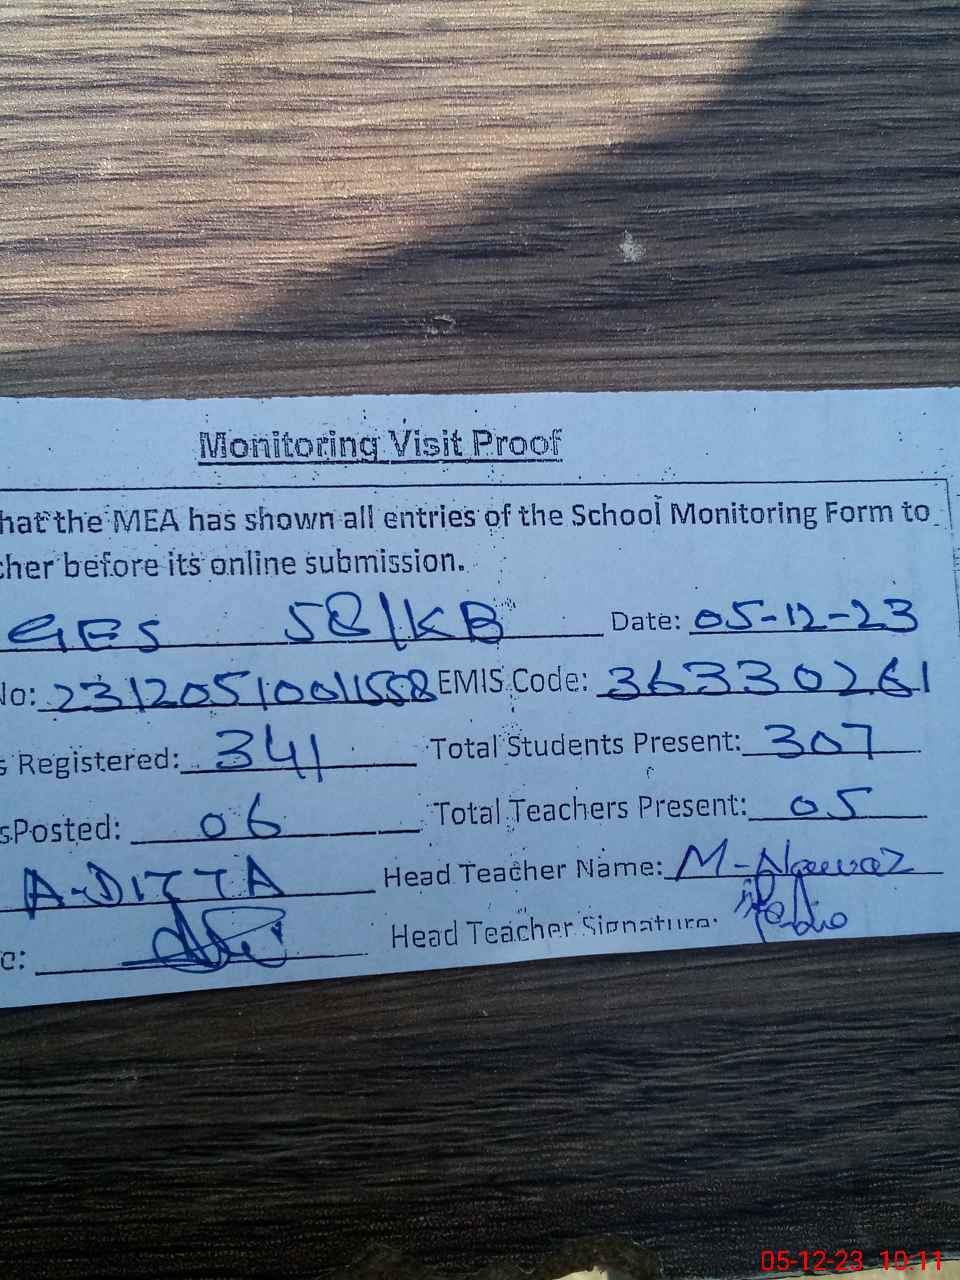 Monitoring Visit Proof
hat the MEA has shown all entries of the School Monitoring Form to
cher before its online submission.
GES 58/KB Date: 05-12-23
No: EMIS Code: 36330261
s Registered: 341 Total Students Present: 307
sPosted: 06 Total Teachers Present: 05
A-DITTA Head Teacher Name: M-Nawaz
e: Head Teacher Signature:
05-12-23 10:11